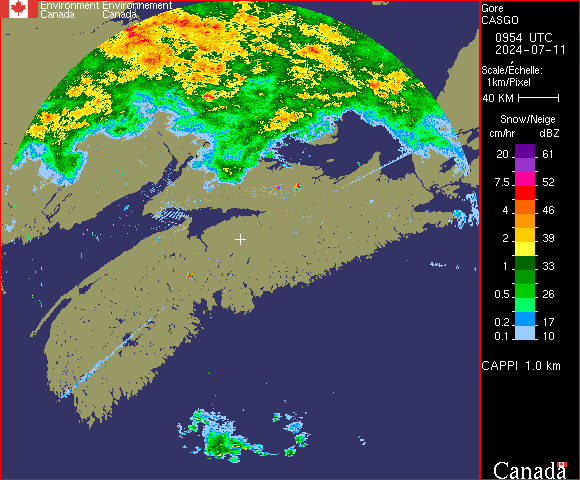 Environment Environnement
Canada Canada
Gore
CASGO
0954 UTC
2024-07-11
Scale/Échelle:
1km/Pixel
40 KM
Snow/Neige
cm/hr dBZ
20 61
57
7.5 52
4 46
2 39
1 33
0.5 26
0.2 17
0.1 10
CAPPI 1.0 km
Canada